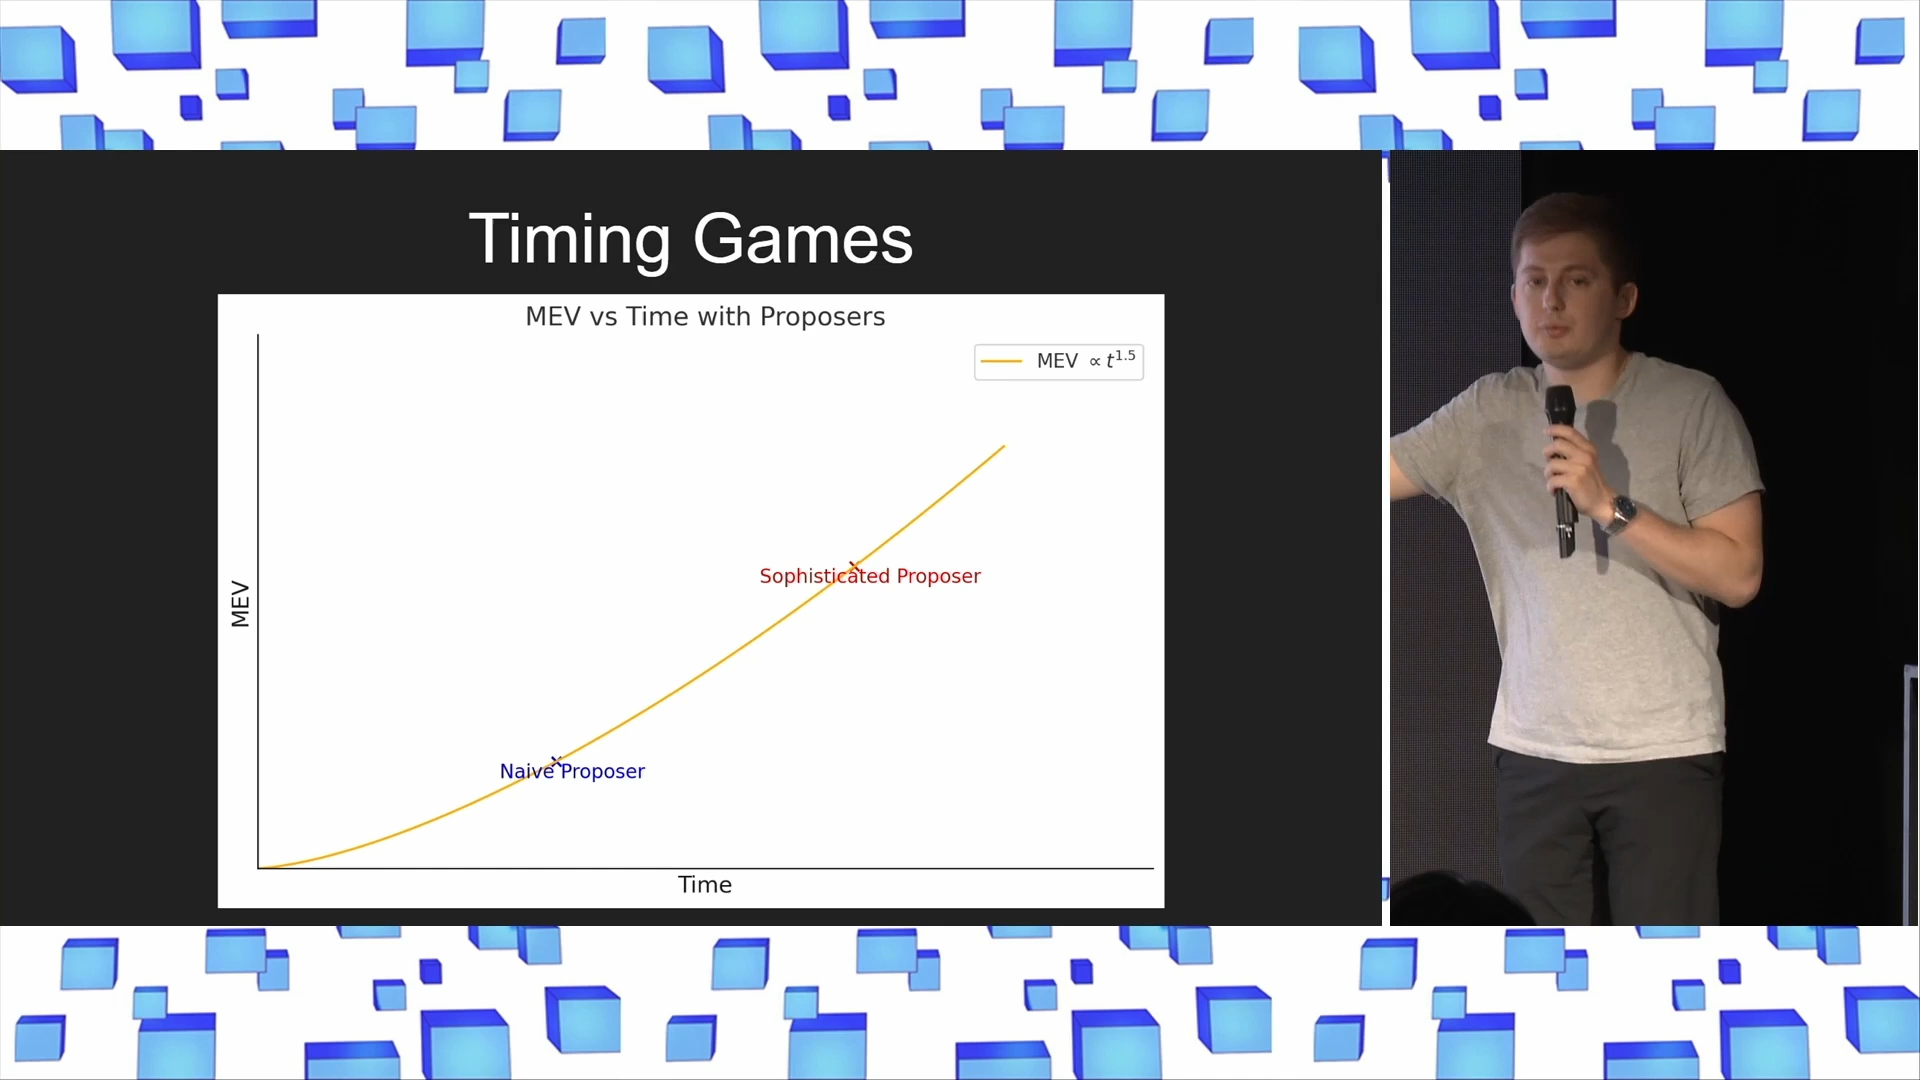 Timing Games
MEV vs Time with Proposers
MEV ∝ t^1.5
Sophisticated Proposer
MEV
Naive Proposer
Time